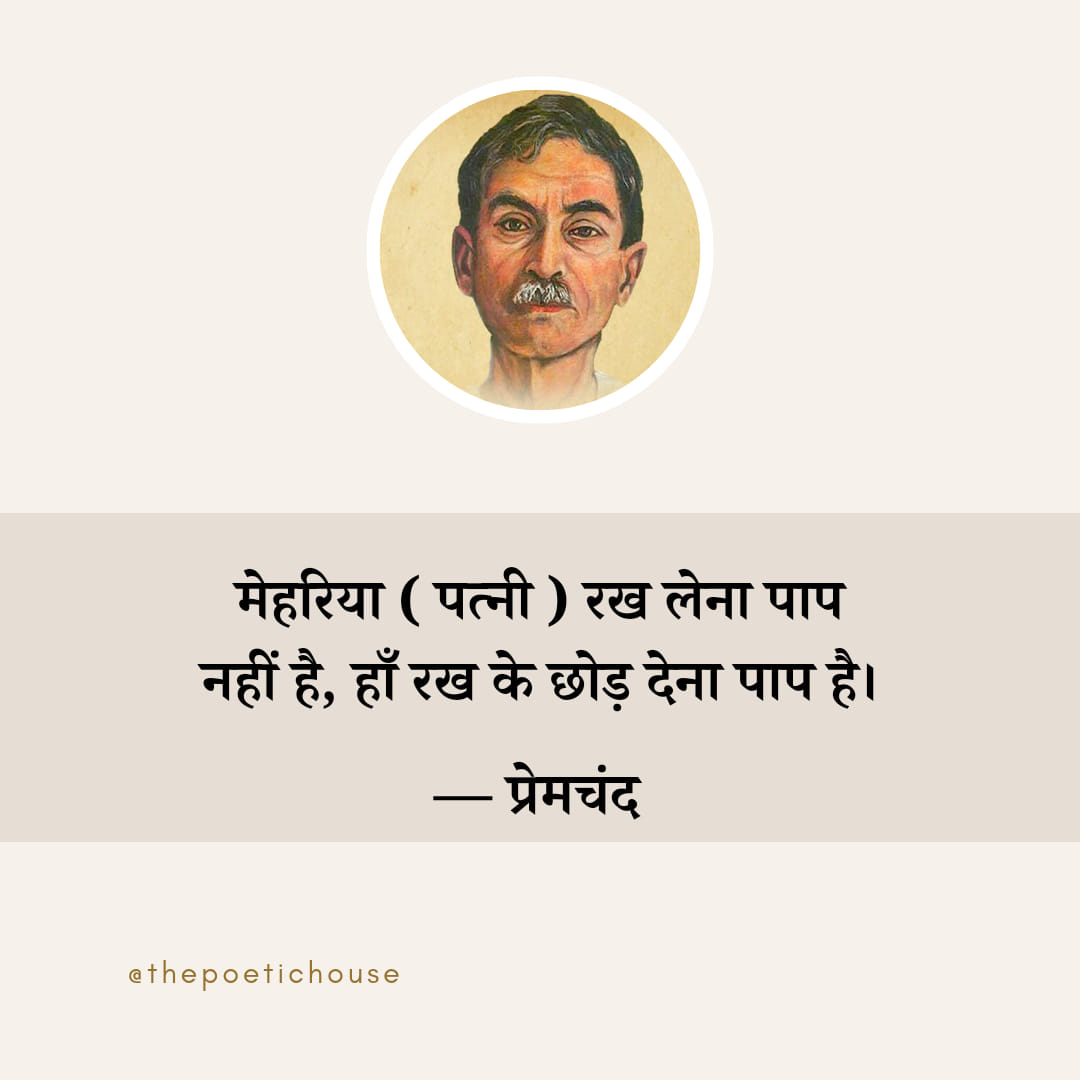 मेहरिया ( पत्नी ) रख लेना पाप
नहीं है, हाँ रख के छोड़ देना पाप है।
— प्रेमचंद
@thepoetichouse